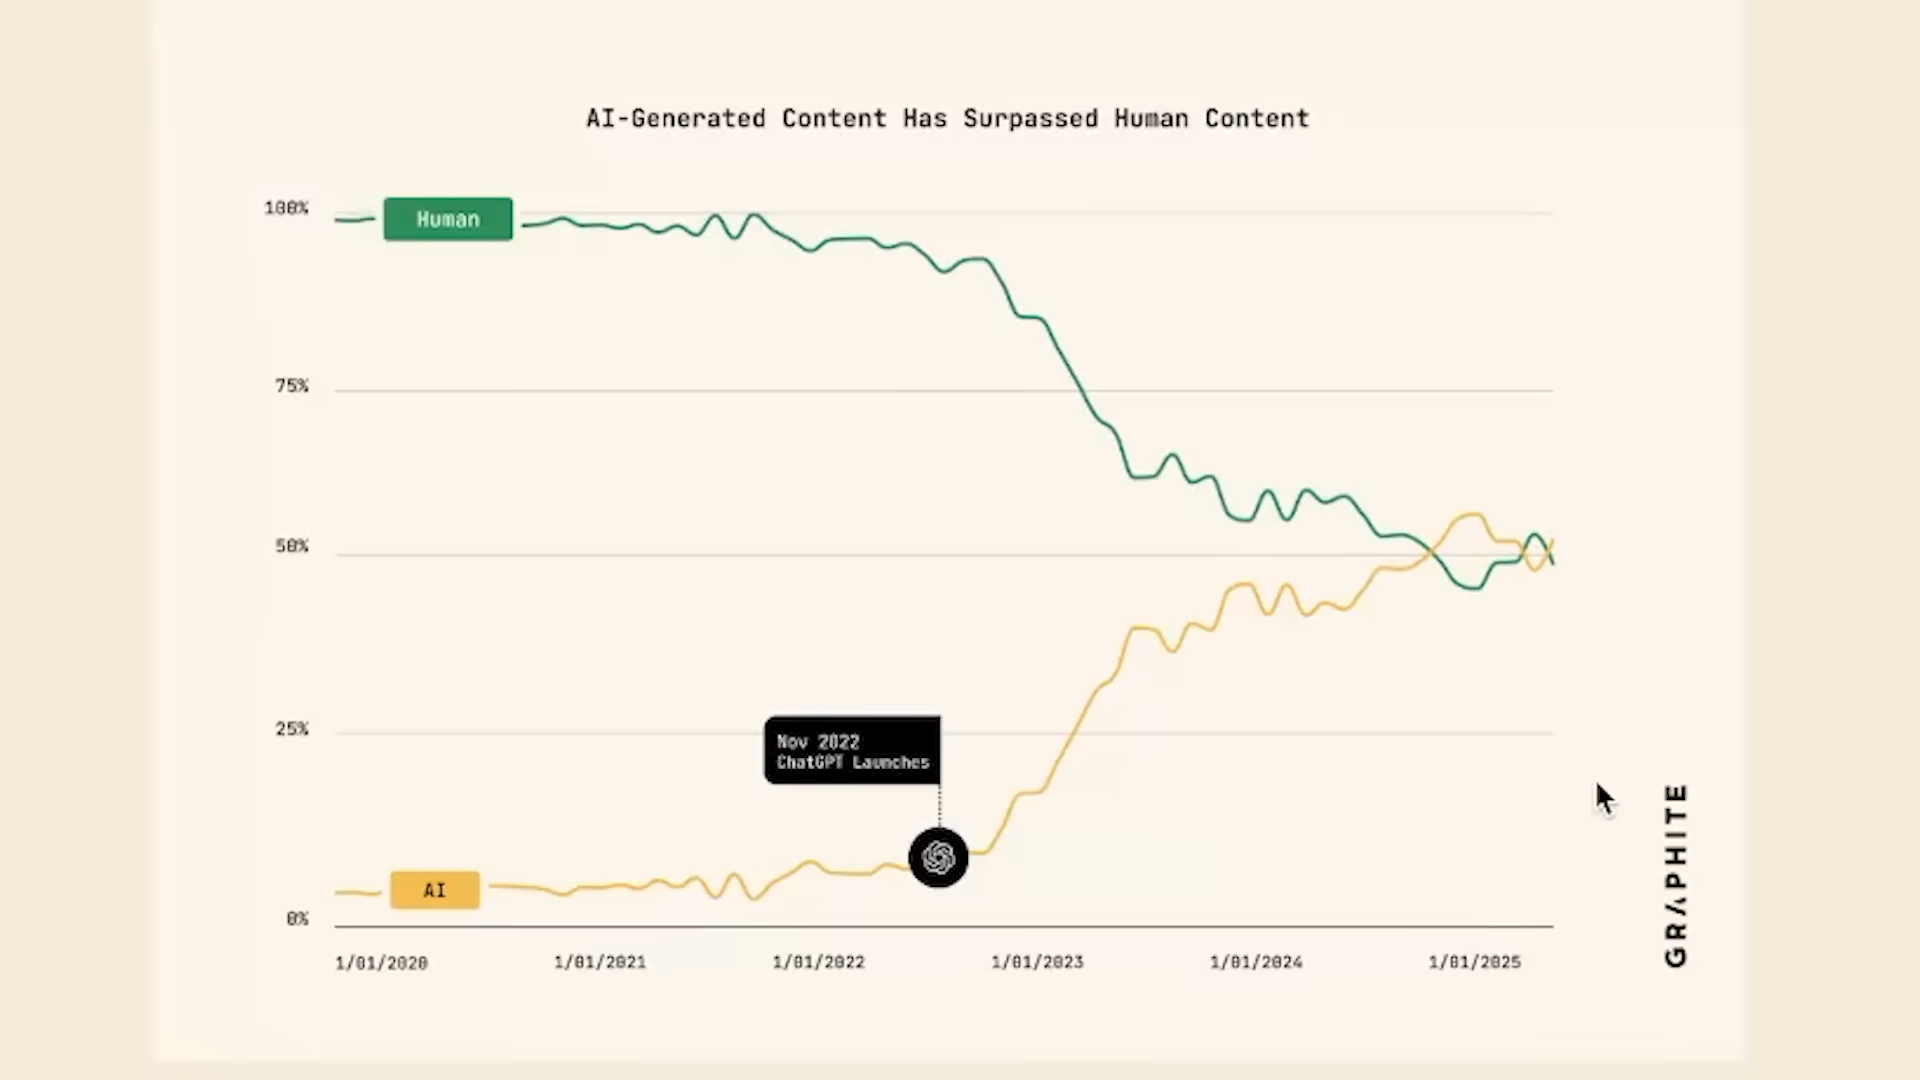 AI-Generated Content Has Surpassed Human Content
100%
Human
75%
50%
25%
Nov 2022
ChatGPT Launches
AI
0%
1/01/2020
1/01/2021
1/01/2022
1/01/2023
1/01/2024
1/01/2025
GRAPHITE